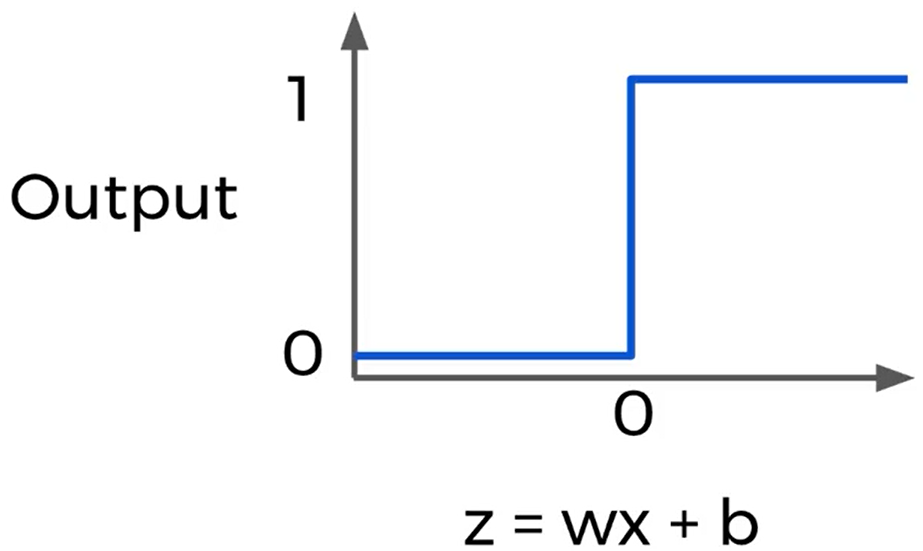 1
Output
0
0
z = wx + b